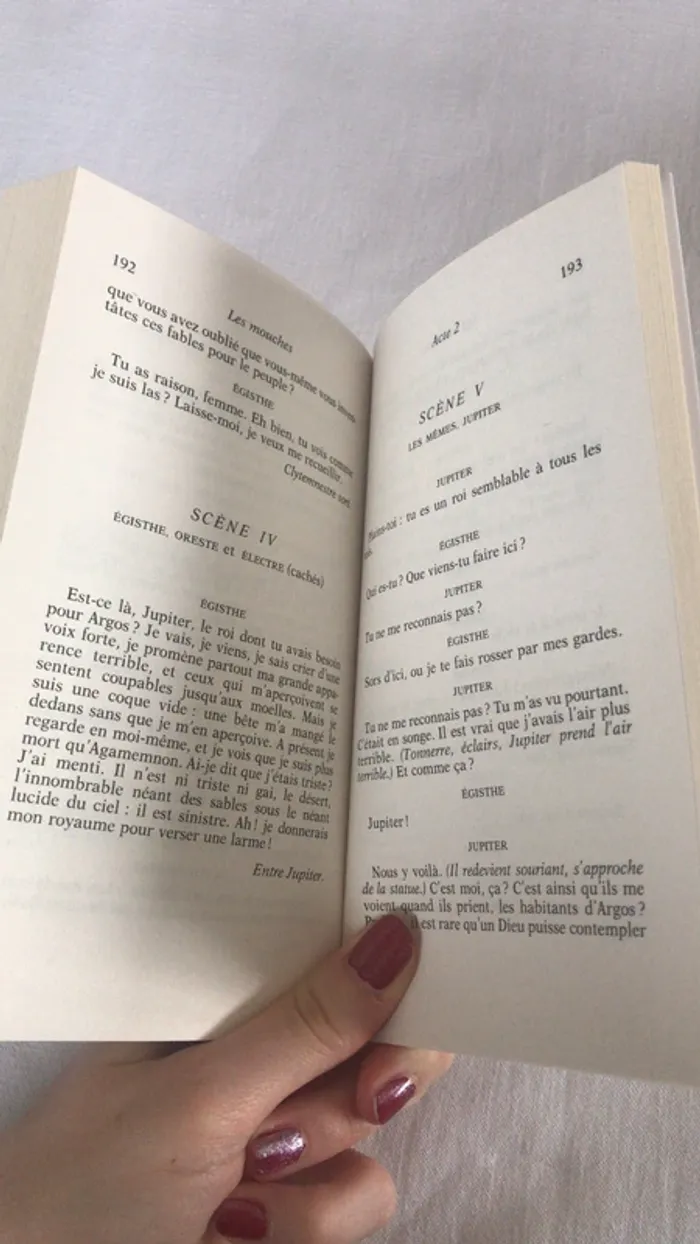 192
Les mouches
que vous avez oublié que vous-même vous inven-
tâtes ces fables pour le peuple ?
ÉGISTHE
Tu as raison, femme. Eh bien, tu vois comme
je suis las ? Laisse-moi, je veux me recueillir.
Clytemnestre sort.
SCÈNE IV
ÉGISTHE, ORESTE et ÉLECTRE (cachés)
ÉGISTHE
Est-ce là, Jupiter, le roi dont tu avais besoin
pour Argos ? Je vais, je viens, je sais crier d'une
voix forte, je promène partout ma grande appa-
rence terrible, et ceux qui m'aperçoivent se
sentent coupables jusqu'aux moelles. Mais je
suis une coque vide : une bête m'a mangé le
dedans sans que je m'en aperçoive. A présent je
regarde en moi-même, et je vois que je suis plus
mort qu'Agamemnon. Ai-je dit que j'étais triste ?
J'ai menti. Il n'est ni triste ni gai, le désert,
l'innombrable néant des sables sous le néant
lucide du ciel : il est sinistre. Ah ! je donnerais
mon royaume pour verser une larme !
Entre Jupiter.
193
Acte 2
SCÈNE V
LES MÊMES, JUPITER
JUPITER
Plains-toi : tu es un roi semblable à tous les
ÉGISTHE
Qui es-tu ? Que viens-tu faire ici ?
JUPITER
Tu ne me reconnais pas ?
ÉGISTHE
Sors d'ici, ou je te fais rosser par mes gardes.
JUPITER
Tu ne me reconnais pas ? Tu m'as vu pourtant.
C'était en songe. Il est vrai que j'avais l'air plus
terrible. (Tonnerre, éclairs, Jupiter prend l'air
terrible.) Et comme ça ?
ÉGISTHE
Jupiter !
JUPITER
Nous y voilà. (Il redevient souriant, s'approche
de la statue.) C'est moi, ça ? C'est ainsi qu'ils me
voient quand ils prient, les habitants d'Argos ?
il est rare qu'un Dieu puisse contempler